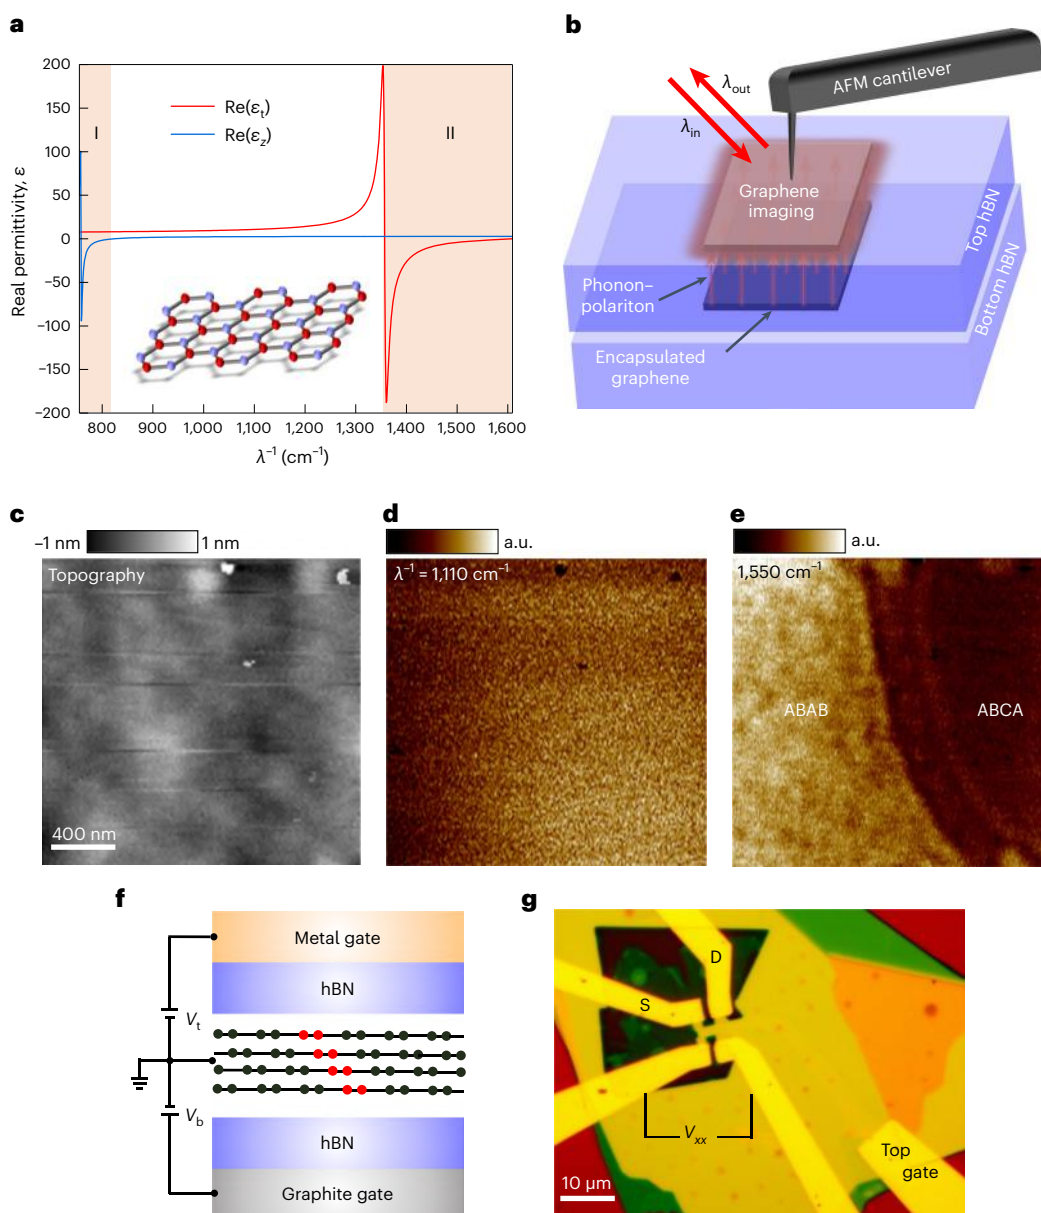 a
200
150
100
50
0
−50
−100
−150
−200
Real permittivity, ε
I
II
Re(εt)
Re(εz)
800
900
1,000
1,100
1,200
1,300
1,400
1,500
1,600
λ−1 (cm−1)
b
AFM cantilever
λout
λin
Graphene
imaging
Top hBN
Bottom hBN
Phonon–
polariton
Encapsulated
graphene
c
−1 nm
1 nm
Topography
400 nm
d
a.u.
λ−1 = 1,110 cm−1
e
a.u.
1,550 cm−1
ABAB
ABCA
f
Metal gate
hBN
Vt
Vb
hBN
Graphite gate
g
D
S
Vxx
Top
gate
10 µm